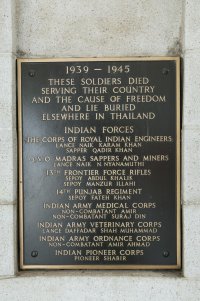 1939 – 1945
THESE SOLDIERS DIED
SERVING THEIR COUNTRY
AND THE CAUSE OF FREEDOM
AND LIE BURIED
ELSEWHERE IN THAILAND
INDIAN FORCES
THE CORPS OF ROYAL INDIAN ENGINEERS
LANCE NAIK KARAM KHAN
SAPPER QADIR KHAN
Q.V.O. MADRAS SAPPERS AND MINERS
LANCE NAIK N.NYANAMUTHU
13TH FRONTIER FORCE RIFLES
SEPOY ABDUL KHALIK
SEPOY MANZUR ILLAHI
14TH PUNJAB REGIMENT
SEPOY FATEH KHAN
INDIAN ARMY MEDICAL CORPS
NON-COMBATANT AMIR
NON-COMBATANT SURAJ DIN
INDIAN ARMY VETERINARY CORPS
LANCE DAFFADAR SHAH MUHAMMAD
INDIAN ARMY ORDNANCE CORPS
NON-COMBATANT AMIR AHMAD
INDIAN PIONEER CORPS
PIONEER SHABIR